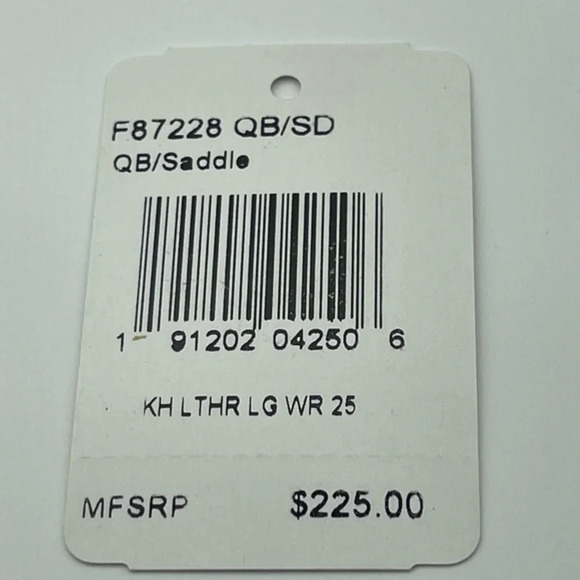 F87228 QB/SD
QB/Saddle
1 91202 04250 6
KH LTHR LG WR 25
MFSRP $225.00